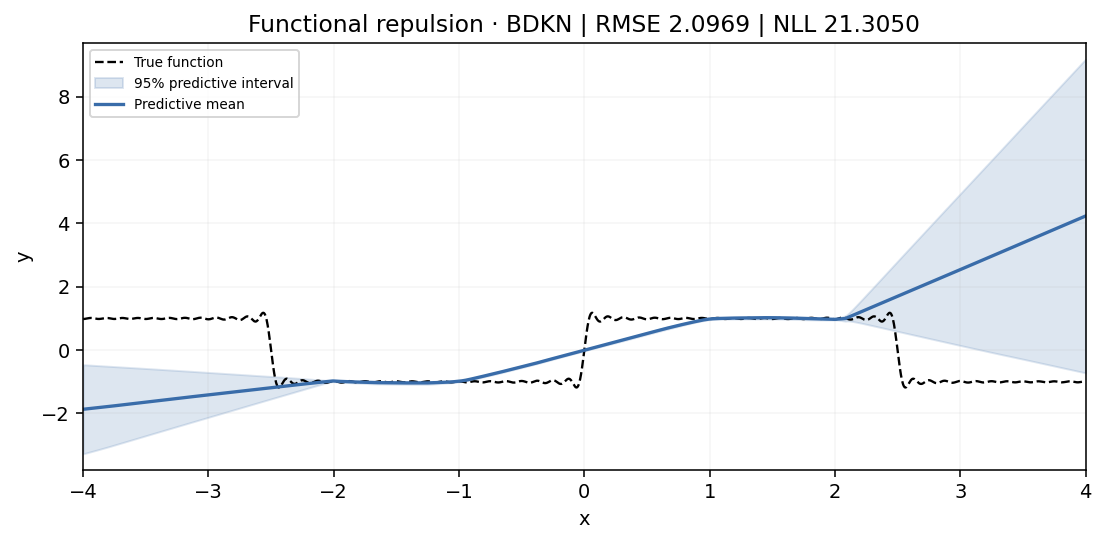 Functional repulsion · BDKN | RMSE 2.0969 | NLL 21.3050
True function
95% predictive interval
Predictive mean
8
6
4
2
0
−2
y
−4 −3 −2 −1 0 1 2 3 4
x